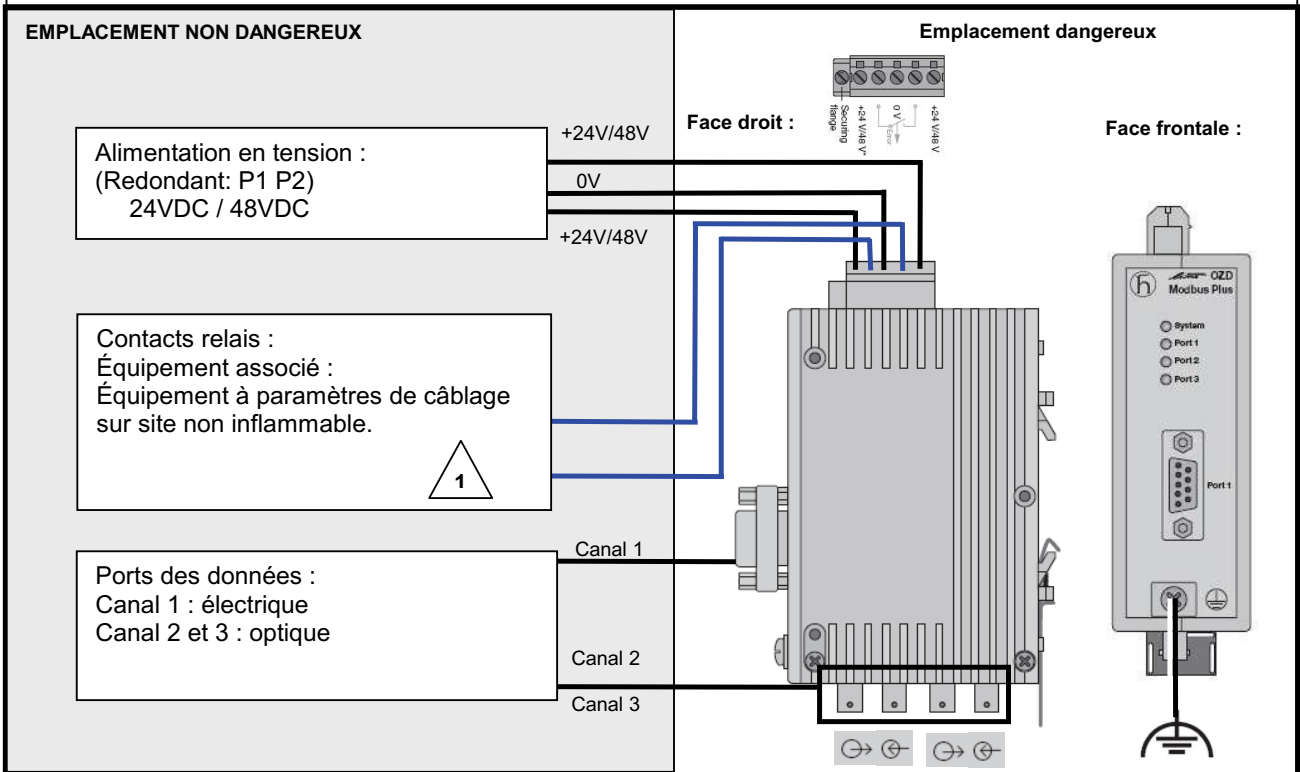 EMPLACEMENT NON DANGEREUX
Emplacement dangereux
Face droit :
Securing
flange
+24 V/48 V*
0 V
Error
+24 V/48 V
Face frontale :
Alimentation en tension :
(Redondant: P1 P2)
24VDC / 48VDC
+24V/48V
0V
+24V/48V
Contacts relais :
Équipement associé :
Équipement à paramètres de câblage
sur site non inflammable.
1
Ports des données :
Canal 1 : électrique
Canal 2 et 3 : optique
Canal 1
Canal 2
Canal 3
OZD
Modbus Plus
System
Port 1
Port 2
Port 3
Port 1